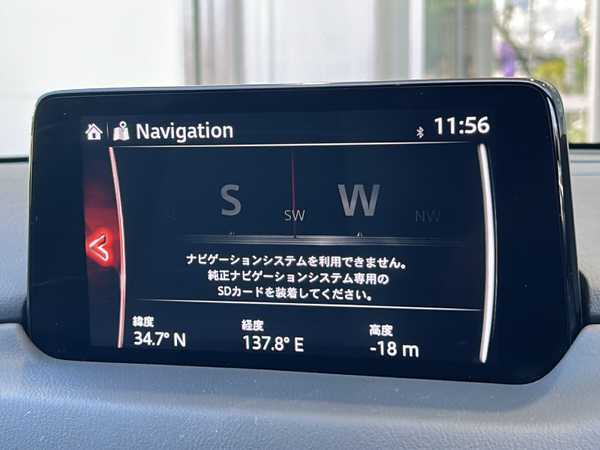 Navigation
11:56
S SW W NW
ナビゲーションシステムを利用できません。
純正ナビゲーションシステム専用の
SDカードを装着してください。
緯度 経度 高度
34.7° N 137.8° E -18 m